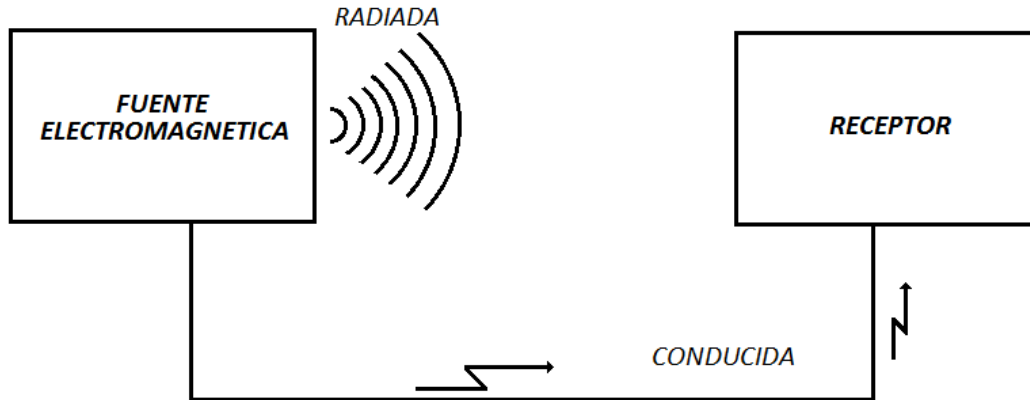 RADIADA
FUENTE
ELECTROMAGNETICA
RECEPTOR
CONDUCIDA